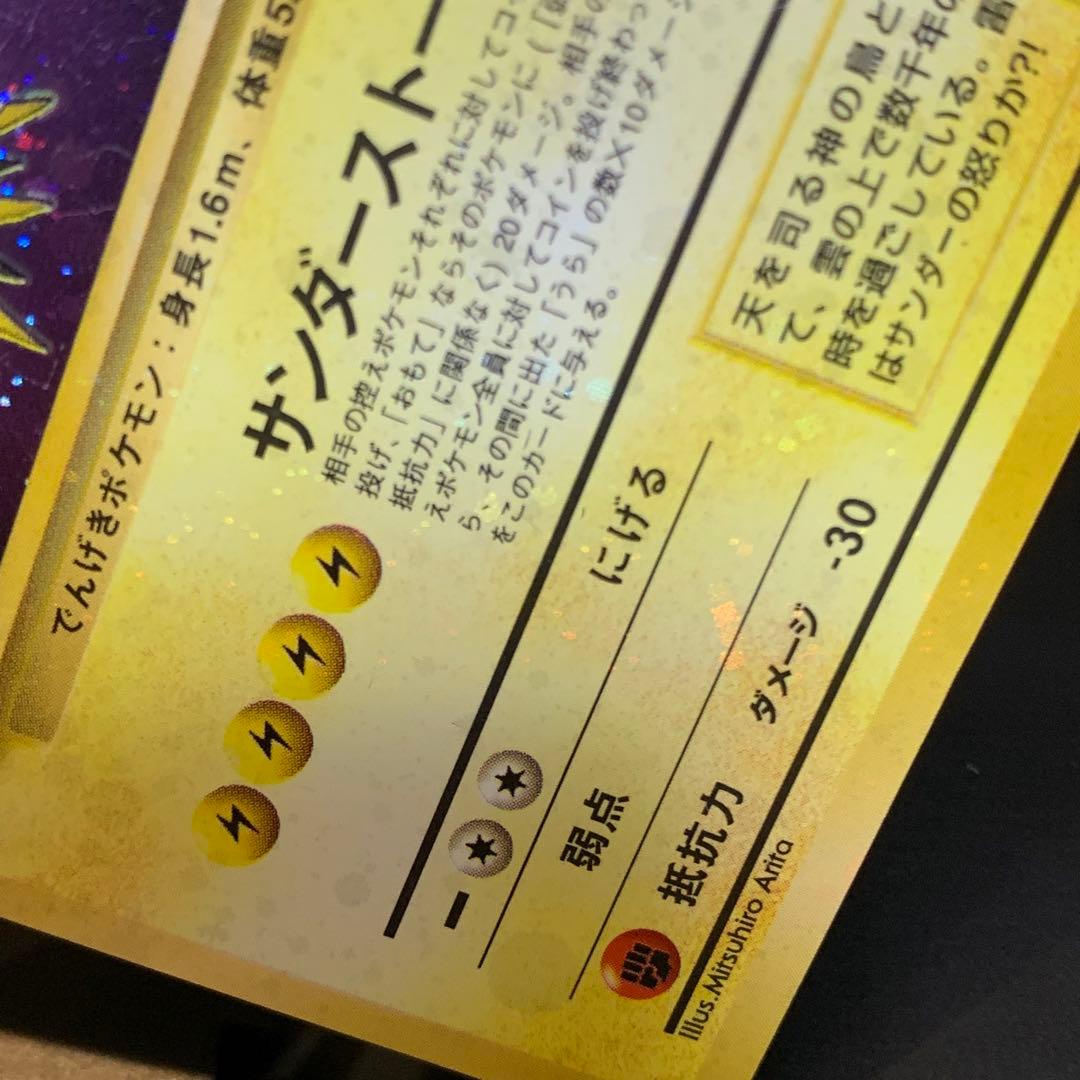 でんげきポケモン：身長1.6m、体重5
サンダーストー
相手の控えポケモンそれぞれに対してコ
投げ、「おもて」ならそのポケモンに（「
抵抗力」に関係なく）20ダメージ。相手の
えポケモン全員に対してコインを投げ終わっ
ら、その間に出た「うら」の数×10ダメージ
をこのカードに与える。
にげる
弱点
抵抗力 ダメージ -30
天を司る神の鳥と
て、雲の上で数千年の
時を過ごしている。雷
はサンダーの怒りか?!
Illus.Mitsuhiro Arita